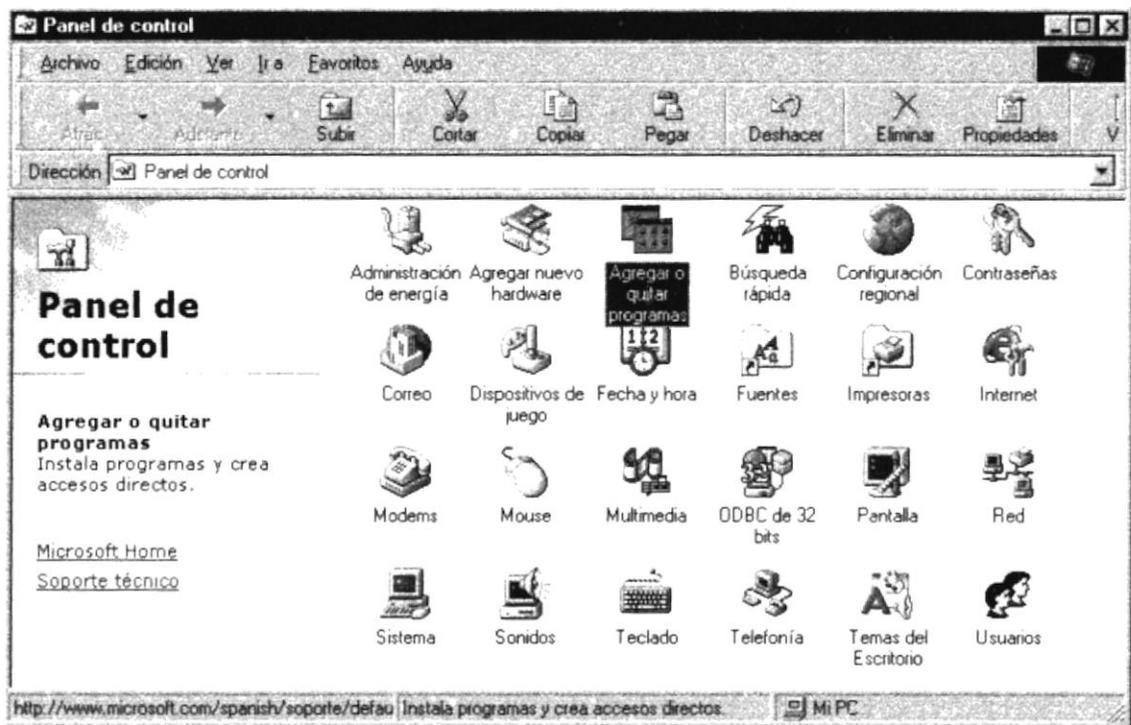 Panel de control
Archivo Edición Ver Ir a Favoritos Ayuda
Atrás Adelante Subir Cortar Copiar Pegar Deshacer Eliminar Propiedades V
Dirección Panel de control
Panel de
control
Agregar o quitar
programas
Instala programas y crea
accesos directos.
Microsoft Home
Soporte técnico
Administración
de energía
Agregar nuevo
hardware
Agregar o
quitar
programas
Búsqueda
rápida
Configuración
regional
Contraseñas
Correo
Dispositivos de
juego
Fecha y hora
Fuentes
Impresoras
Internet
Modems
Mouse
Multimedia
ODBC de 32
bits
Pantalla
Red
Sistema
Sonidos
Teclado
Telefonía
Temas del
Escritorio
Usuarios
http://www.microsoft.com/spanish/soporte/defau Instala programas y crea accesos directos. Mi PC